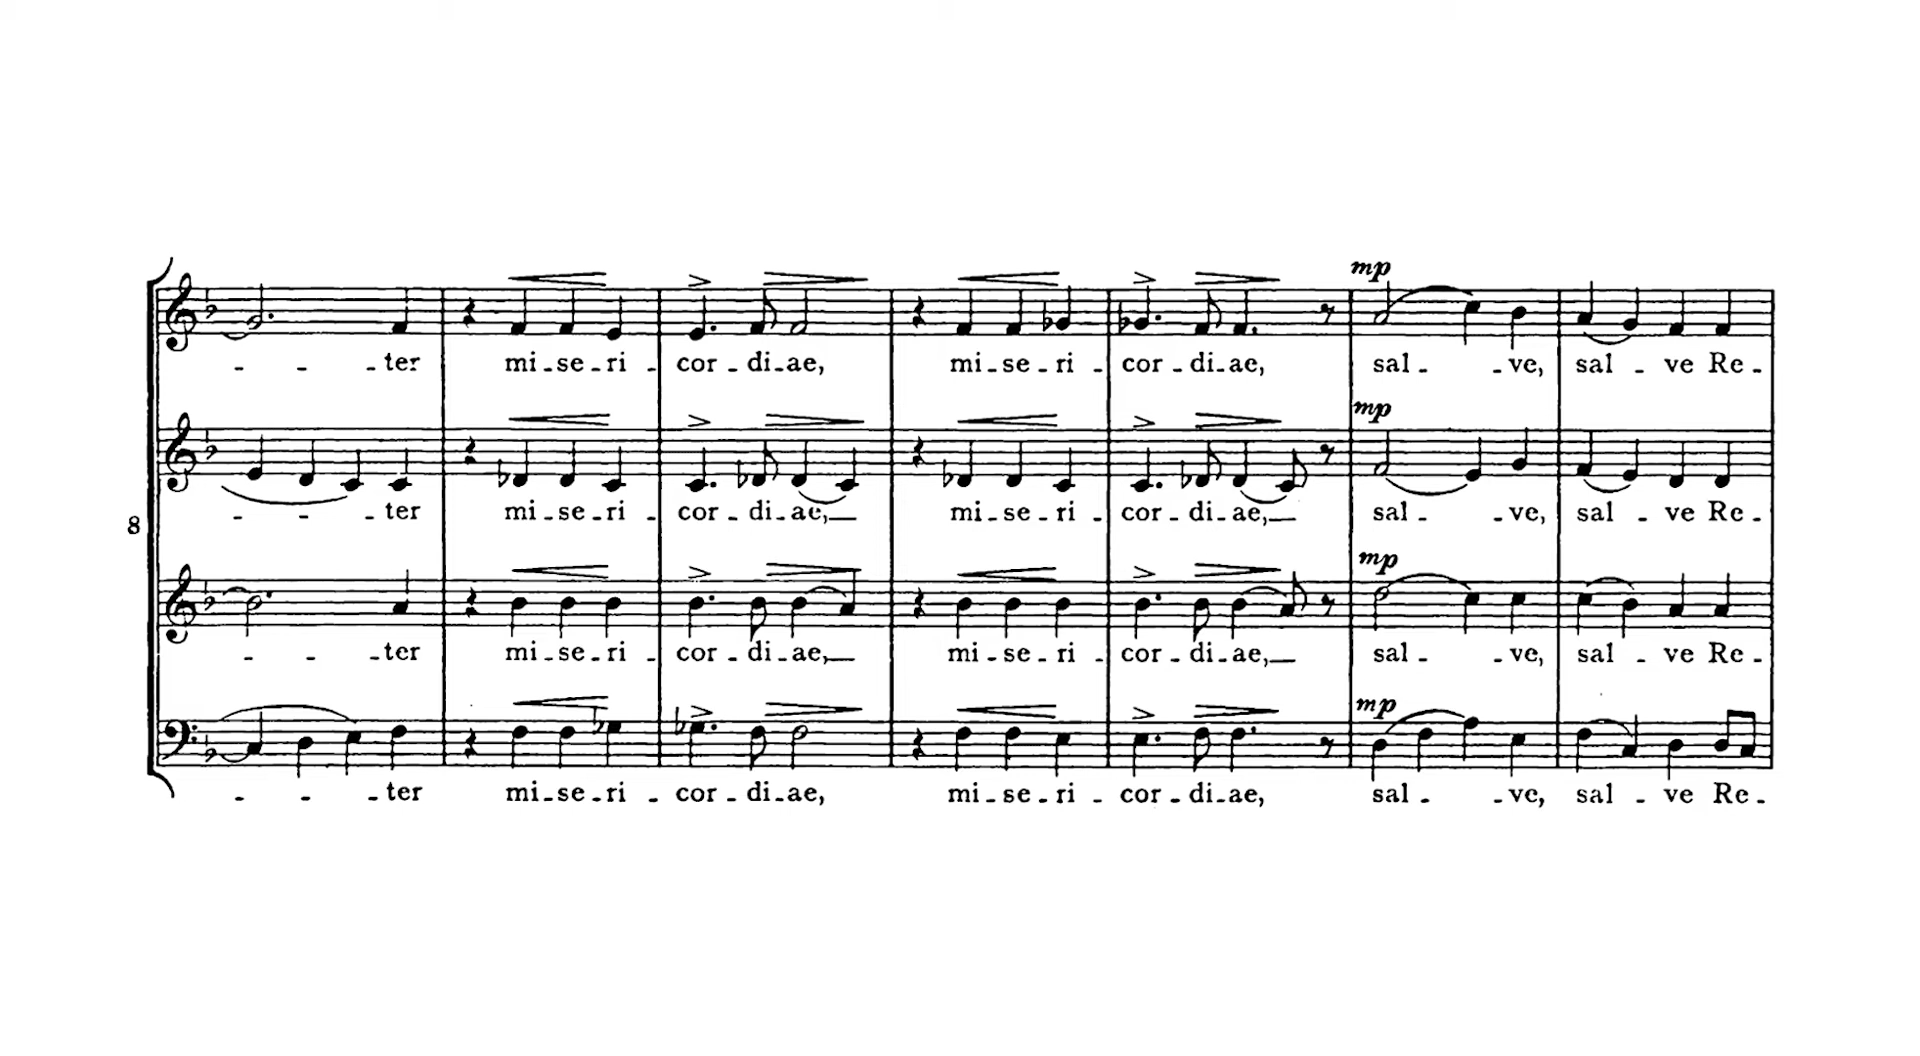 mp
- - - ter mi - se - ri - cor - di - ae, mi - se - ri - cor - di - ae, sal - - ve, sal - ve Re -
mp
- - - ter mi - se - ri - cor - di - ae, mi - se - ri - cor - di - ae, sal - - ve, sal - ve Re -
8
mp
- - - ter mi - se - ri - cor - di - ae, mi - se - ri - cor - di - ae, sal - - ve, sal - ve Re -
mp
- - - ter mi - se - ri - cor - di - ae, mi - se - ri - cor - di - ae, sal - - ve, sal - ve Re -